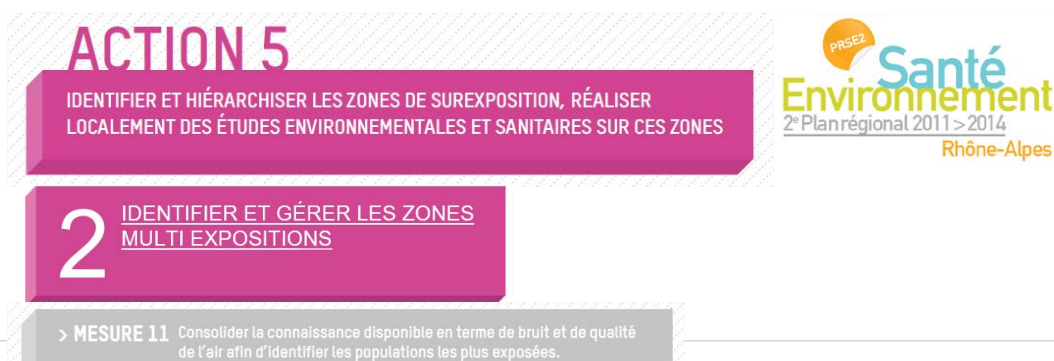 ACTION 5
IDENTIFIER ET HIÉRARCHISER LES ZONES DE SUREXPOSITION, RÉALISER
LOCALEMENT DES ÉTUDES ENVIRONNEMENTALES ET SANITAIRES SUR CES ZONES
PRSE2
Santé
Environnement
2e Plan régional 2011 > 2014
Rhône-Alpes
2
IDENTIFIER ET GÉRER LES ZONES
MULTI EXPOSITIONS
> MESURE 11 Consolider la connaissance disponible en terme de bruit et de qualité
de l'air afin d'identifier les populations les plus exposées.